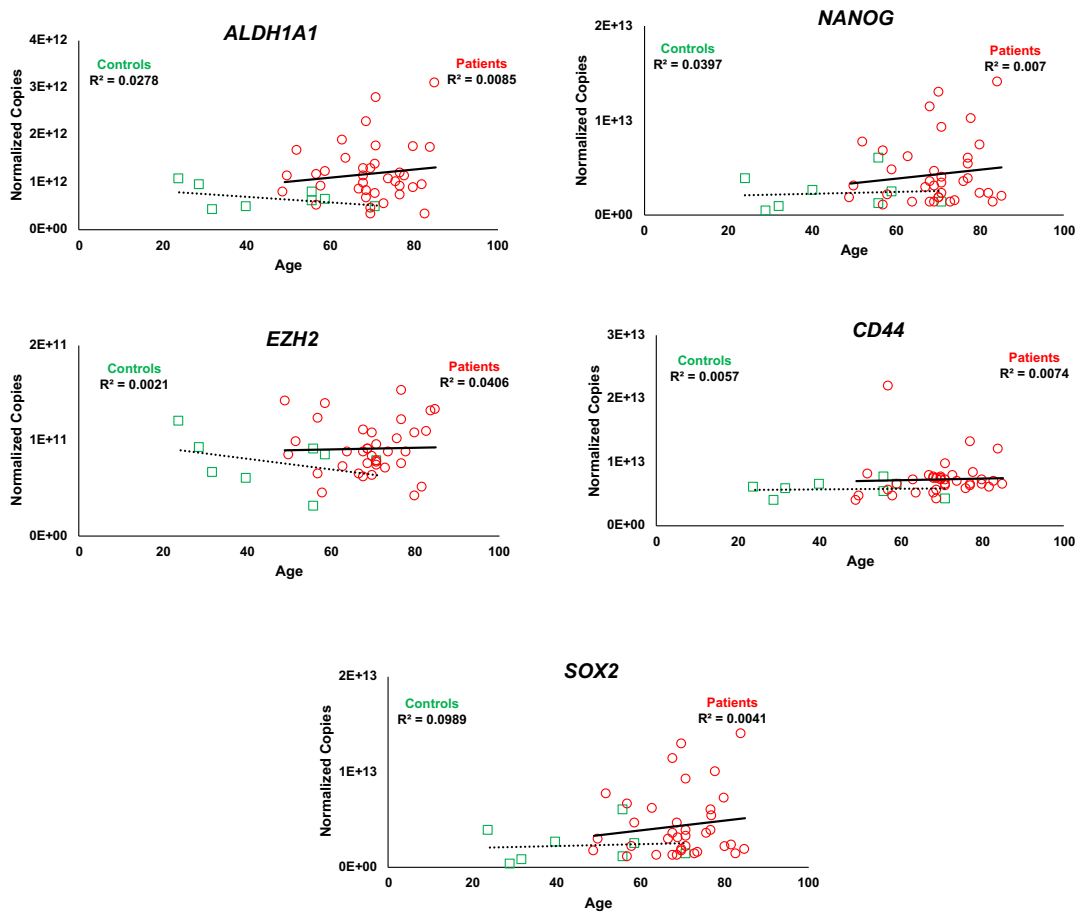 ALDH1A1
4E+12
3E+12
2E+12
1E+12
0E+00
Normalized Copies
Controls
R² = 0.0278
Patients
R² = 0.0085
0 20 40 60 80 100
Age
NANOG
2E+13
1E+13
0E+00
Normalized Copies
Controls
R² = 0.0397
Patients
R² = 0.007
0 20 40 60 80 100
Age
EZH2
2E+11
1E+11
0E+00
Normalized Copies
Controls
R² = 0.0021
Patients
R² = 0.0406
0 20 40 60 80 100
Age
CD44
3E+13
2E+13
1E+13
0E+00
Normalized Copies
Controls
R² = 0.0057
Patients
R² = 0.0074
0 20 40 60 80 100
Age
SOX2
2E+13
1E+13
0E+00
Normalized Copies
Controls
R² = 0.0989
Patients
R² = 0.0041
0 20 40 60 80 100
Age